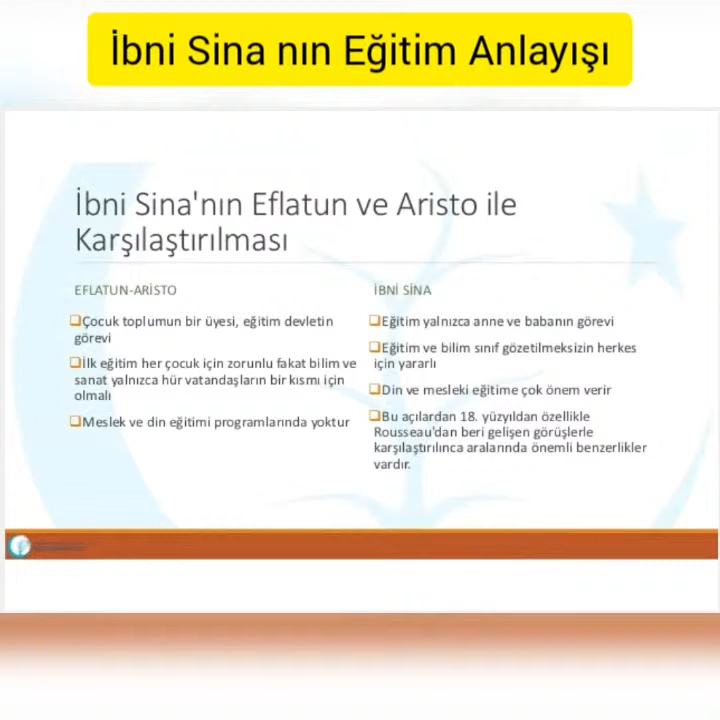 İbni Sina nın Eğitim Anlayışı
İbni Sina'nın Eflatun ve Aristo ile
Karşılaştırılması
EFLATUN-ARİSTO
❑Çocuk toplumun bir üyesi, eğitim devletin
görevi
❑İlk eğitim her çocuk için zorunlu fakat bilim ve
sanat yalnızca hür vatandaşların bir kısmı için
olmalı
❑Meslek ve din eğitimi programlarında yoktur
İBNİ SİNA
❑Eğitim yalnızca anne ve babanın görevi
❑Eğitim ve bilim sınıf gözetilmeksizin herkes
için yararlı
❑Din ve mesleki eğitime çok önem verir
❑Bu açılardan 18. yüzyıldan özellikle
Rousseau'dan beri gelişen görüşlerle
karşılaştırılınca aralarında önemli benzerlikler
vardır.